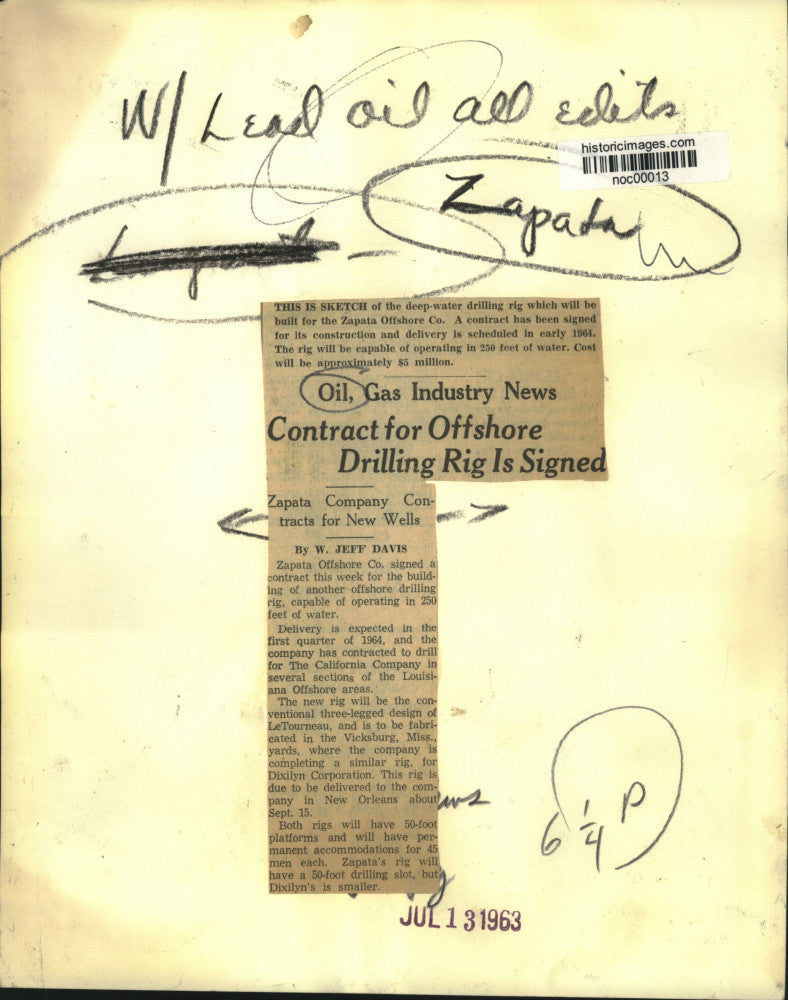 W/ Lead oil all edits
historicimages.com
noc00013
Zapata
THIS IS SKETCH of the deep-water drilling rig which will be
built for the Zapata Offshore Co. A contract has been signed
for its construction and delivery is scheduled in early 1964.
The rig will be capable of operating in 250 feet of water. Cost
will be approximately $5 million.
Oil, Gas Industry News
Contract for Offshore
Drilling Rig Is Signed
Zapata Company Con-
tracts for New Wells
By W. JEFF DAVIS
Zapata Offshore Co. signed a
contract this week for the build-
ing of another offshore drilling
rig, capable of operating in 250
feet of water.
Delivery is expected in the
first quarter of 1964, and the
company has contracted to drill
for The California Company in
several sections of the Louisi-
ana Offshore areas.
The new rig will be the con-
ventional three-legged design of
LeTourneau, and is to be fabri-
cated in the Vicksburg, Miss.,
yards, where the company is
completing a similar rig, for
Dixilyn Corporation. This rig is
due to be delivered to the com-
pany in New Orleans about
Sept. 15.
Both rigs will have 50-foot
platforms and will have per-
manent accommodations for 45
men each. Zapata's rig will
have a 50-foot drilling slot, but
Dixilyn's is smaller.
6 1/4 P
JUL 13 1963